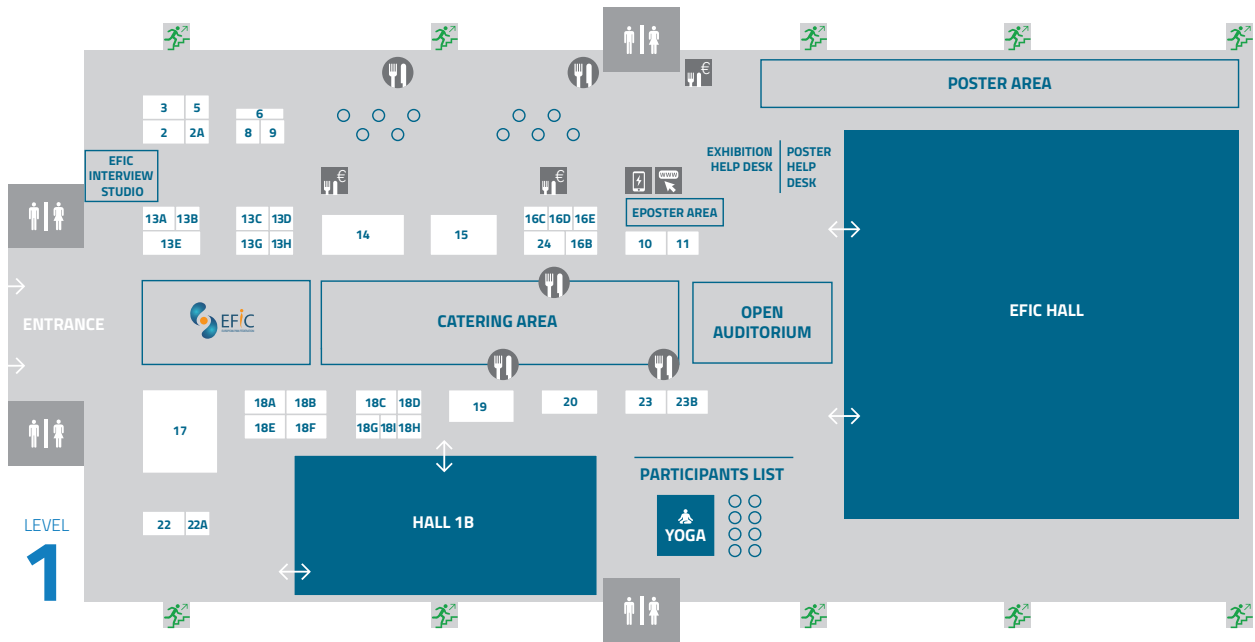 €
POSTER AREA
3 5
2 2A
6
8 9
EXHIBITION
HELP DESK
POSTER
HELP
DESK
EFIC
INTERVIEW
STUDIO
€
€
www
13A 13B
13E
13C 13D
13G 13H
14
15
16C 16D 16E
24 16B
EPOSTER AREA
10 11
ENTRANCE
EFIC
CATERING AREA
OPEN
AUDITORIUM
EFIC HALL
17
18A 18B
18E 18F
18C 18D
18G 18I 18H
19
20
23 23B
PARTICIPANTS LIST
YOGA
HALL 1B
22 22A
LEVEL
1